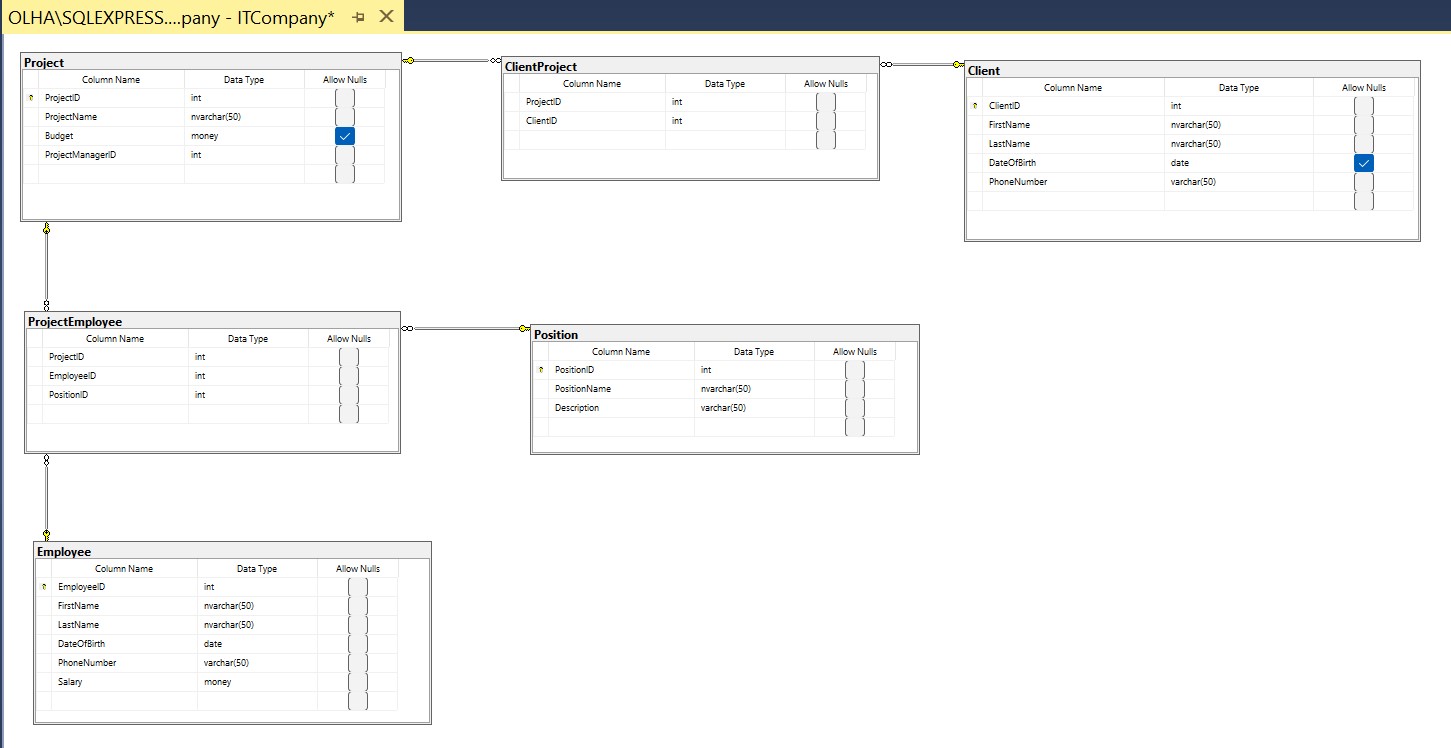 OLHA\SQLEXPRESS....pany - ITCompany*
Project
Column Name Data Type Allow Nulls
ProjectID int
ProjectName nvarchar(50)
Budget money
ProjectManagerID int
ClientProject
Column Name Data Type Allow Nulls
ProjectID int
ClientID int
Client
Column Name Data Type Allow Nulls
ClientID int
FirstName nvarchar(50)
LastName nvarchar(50)
DateOfBirth date
PhoneNumber varchar(50)
ProjectEmployee
Column Name Data Type Allow Nulls
ProjectID int
EmployeeID int
PositionID int
Position
Column Name Data Type Allow Nulls
PositionID int
PositionName nvarchar(50)
Description varchar(50)
Employee
Column Name Data Type Allow Nulls
EmployeeID int
FirstName nvarchar(50)
LastName nvarchar(50)
DateOfBirth date
PhoneNumber varchar(50)
Salary money